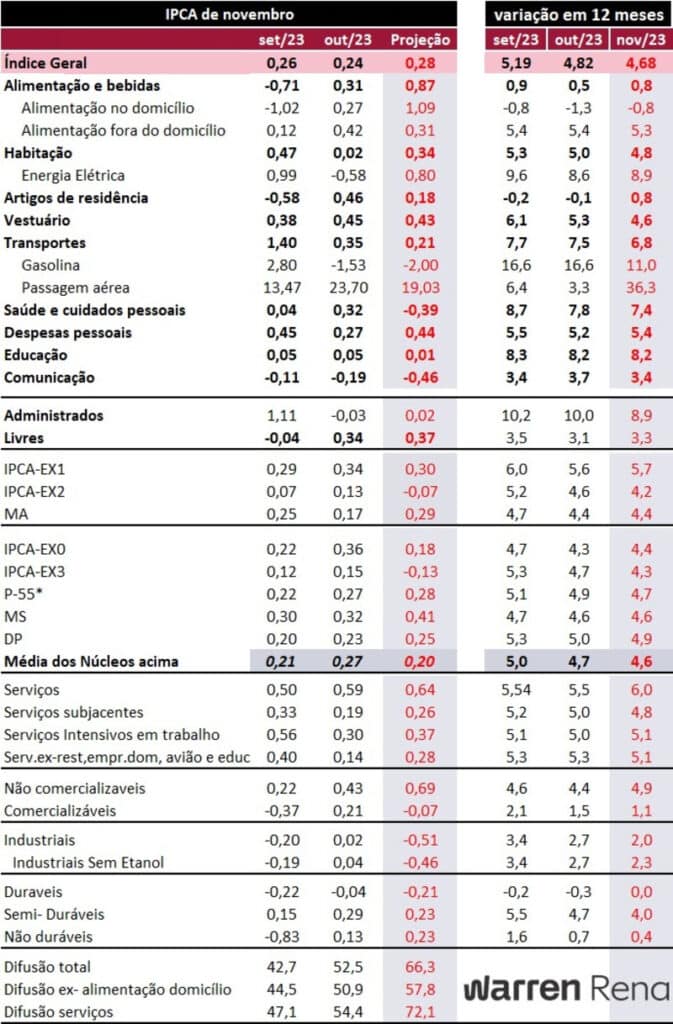 IPCA de novembro variação em 12 meses
set/23 out/23 Projeção set/23 out/23 nov/23
Índice Geral 0,26 0,24 0,28 5,19 4,82 4,68
Alimentação e bebidas -0,71 0,31 0,87 0,9 0,5 0,8
Alimentação no domicílio -1,02 0,27 1,09 -0,8 -1,3 -0,8
Alimentação fora do domicílio 0,12 0,42 0,31 5,4 5,4 5,3
Habitação 0,47 0,02 0,34 5,3 5,0 4,8
Energia Elétrica 0,99 -0,58 0,80 9,6 8,6 8,9
Artigos de residência -0,58 0,46 0,18 -0,2 -0,1 0,8
Vestuário 0,38 0,45 0,43 6,1 5,3 4,6
Transportes 1,40 0,35 0,21 7,7 7,5 6,8
Gasolina 2,80 -1,53 -2,00 16,6 16,6 11,0
Passagem aérea 13,47 23,70 19,03 6,4 3,3 36,3
Saúde e cuidados pessoais 0,04 0,32 -0,39 8,7 7,8 7,4
Despesas pessoais 0,45 0,27 0,44 5,5 5,2 5,4
Educação 0,05 0,05 0,01 8,3 8,2 8,2
Comunicação -0,11 -0,19 -0,46 3,4 3,7 3,4
Administrados 1,11 -0,03 0,02 10,2 10,0 8,9
Livres -0,04 0,34 0,37 3,5 3,1 3,3
IPCA-EX1 0,29 0,34 0,30 6,0 5,6 5,7
IPCA-EX2 0,07 0,13 -0,07 5,2 4,6 4,2
MA 0,25 0,17 0,29 4,7 4,4 4,4
IPCA-EX0 0,22 0,36 0,18 4,7 4,3 4,4
IPCA-EX3 0,12 0,15 -0,13 5,3 4,7 4,3
P-55* 0,22 0,27 0,28 5,1 4,9 4,7
MS 0,30 0,32 0,41 4,7 4,6 4,6
DP 0,20 0,23 0,25 5,3 5,0 4,9
Média dos Núcleos acima 0,21 0,27 0,20 5,0 4,7 4,6
Serviços 0,50 0,59 0,64 5,54 5,5 6,0
Serviços subjacentes 0,33 0,19 0,26 5,2 5,0 4,8
Serviços Intensivos em trabalho 0,56 0,30 0,37 5,1 5,0 5,1
Serv.ex-rest,empr.dom, avião e educ 0,40 0,14 0,28 5,3 5,3 5,1
Não comercializaveis 0,22 0,43 0,69 4,6 4,4 4,9
Comercializáveis -0,37 0,21 -0,07 2,1 1,5 1,1
Industriais -0,20 0,02 -0,51 3,4 2,7 2,0
Industriais Sem Etanol -0,19 0,04 -0,46 3,4 2,7 2,3
Duraveis -0,22 -0,04 -0,21 -0,2 -0,3 0,0
Semi- Duráveis 0,15 0,29 0,23 5,5 4,7 4,0
Não duráveis -0,83 0,13 0,23 1,6 0,7 0,4
Difusão total 42,7 52,5 66,3
Difusão ex- alimentação domicílio 44,5 50,9 57,8
Difusão serviços 47,1 54,4 72,1
warren Rena